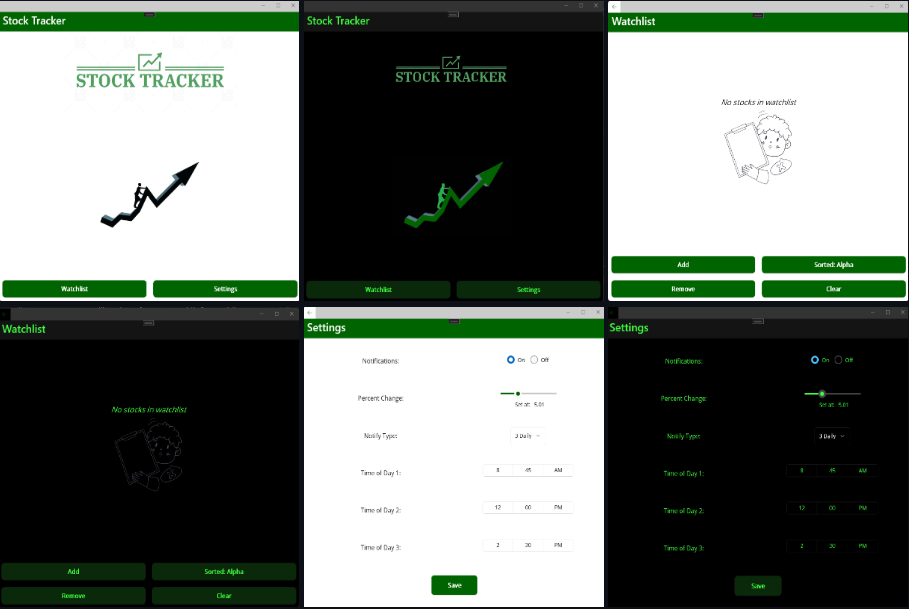 Stock Tracker
STOCK TRACKER
Watchlist
Settings
Stock Tracker
STOCK TRACKER
Watchlist
Settings
Watchlist
No stocks in watchlist
Add
Sorted: Alpha
Remove
Clear
Watchlist
No stocks in watchlist
Add
Sorted: Alpha
Remove
Clear
Settings
Notifications:
On
Off
Percent Change:
Set at: 5.01
Notify Type:
3 Daily
Time of Day 1:
8 45 AM
Time of Day 2:
12 00 PM
Time of Day 3:
2 30 PM
Save
Settings
Notifications:
On
Off
Percent Change:
Set at: 5.01
Notify Type:
3 Daily
Time of Day 1:
8 45 AM
Time of Day 2:
12 00 PM
Time of Day 3:
2 30 PM
Save